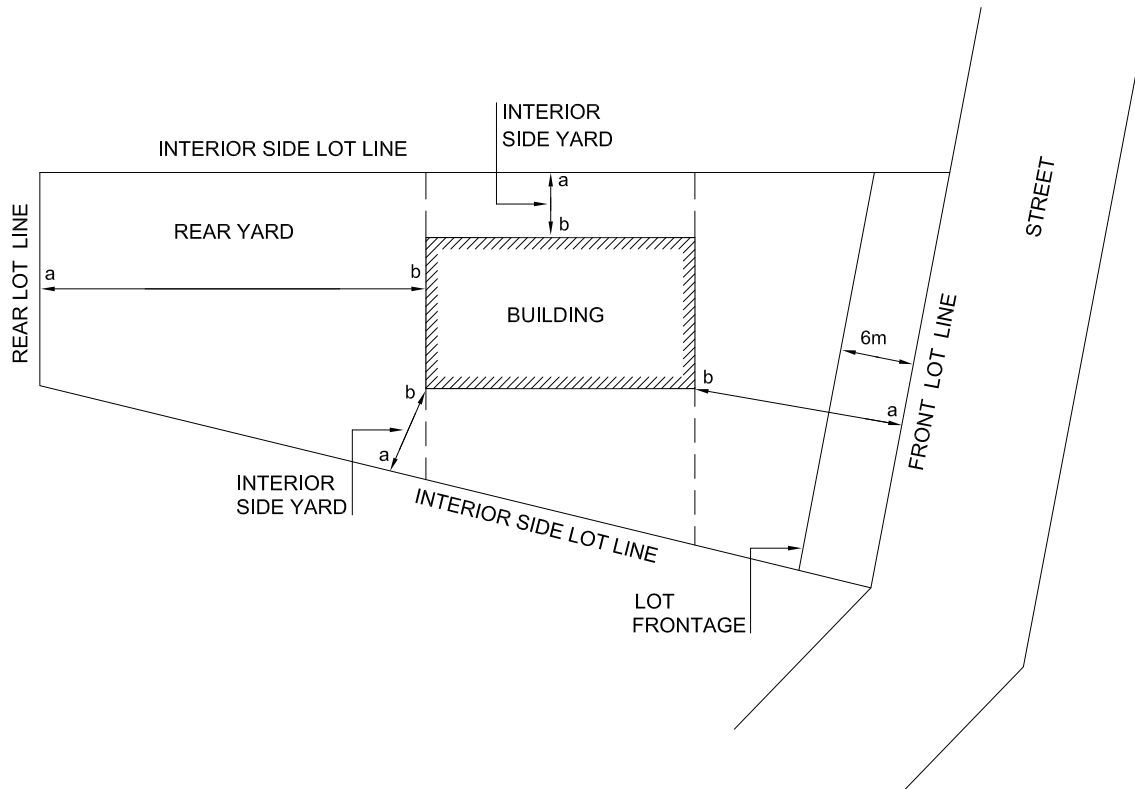 INTERIOR
SIDE YARD
INTERIOR SIDE LOT LINE
a
b
REAR YARD
REAR LOT LINE
a
b
BUILDING
STREET
6m
FRONT LOT LINE
b
a
b
a
INTERIOR
SIDE YARD
INTERIOR SIDE LOT LINE
LOT
FRONTAGE